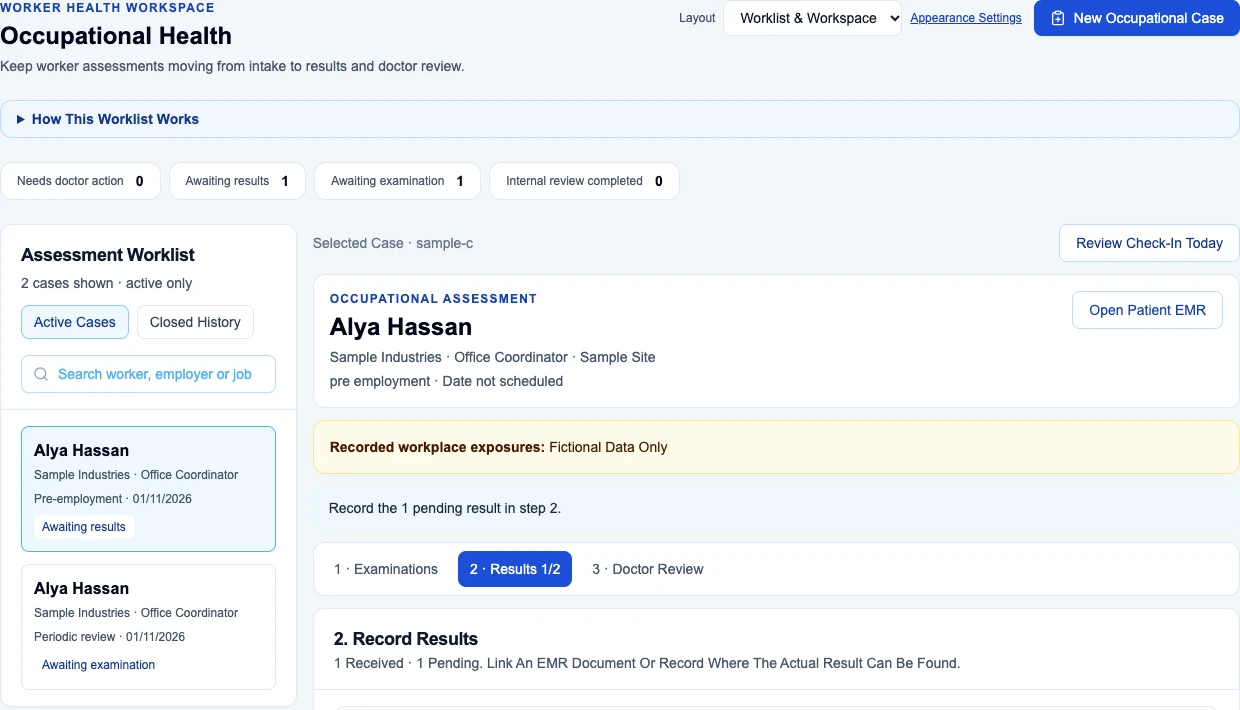 WORKER HEALTH WORKSPACE
Occupational Health
Keep worker assessments moving from intake to results and doctor review.
Layout
Worklist & Workspace
Appearance Settings
New Occupational Case
How This Worklist Works
Needs doctor action 0
Awaiting results 1
Awaiting examination 1
Internal review completed 0
Assessment Worklist
2 cases shown · active only
Active Cases
Closed History
Search worker, employer or job
Alya Hassan
Sample Industries · Office Coordinator
Pre-employment · 01/11/2026
Awaiting results
Alya Hassan
Sample Industries · Office Coordinator
Periodic review · 01/11/2026
Awaiting examination
Selected Case · sample-c
Review Check-In Today
OCCUPATIONAL ASSESSMENT
Alya Hassan
Sample Industries · Office Coordinator · Sample Site
pre employment · Date not scheduled
Open Patient EMR
Recorded workplace exposures: Fictional Data Only
Record the 1 pending result in step 2.
1 · Examinations
2 · Results 1/2
3 · Doctor Review
2. Record Results
1 Received · 1 Pending. Link An EMR Document Or Record Where The Actual Result Can Be Found.